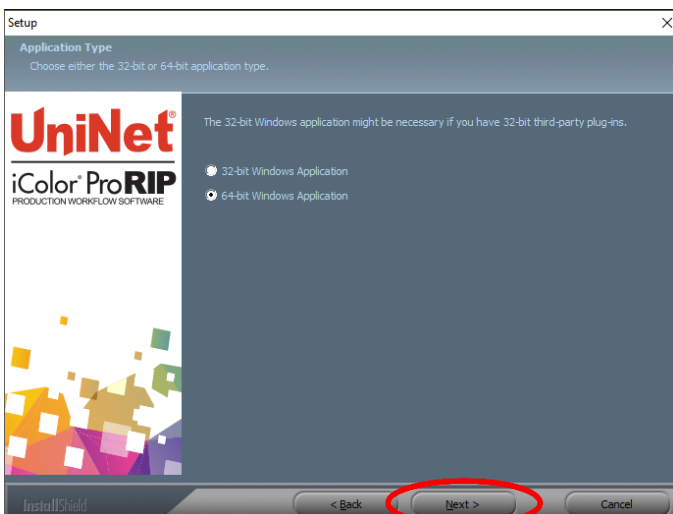 Setup
Application Type
Choose either the 32-bit or 64-bit application type.
UniNet®
iColor® ProRIP
PRODUCTION WORKFLOW SOFTWARE
The 32-bit Windows application might be necessary if you have 32-bit third-party plug-ins.
32-bit Windows Application
64-bit Windows Application
InstallShield
< Back
Next >
Cancel